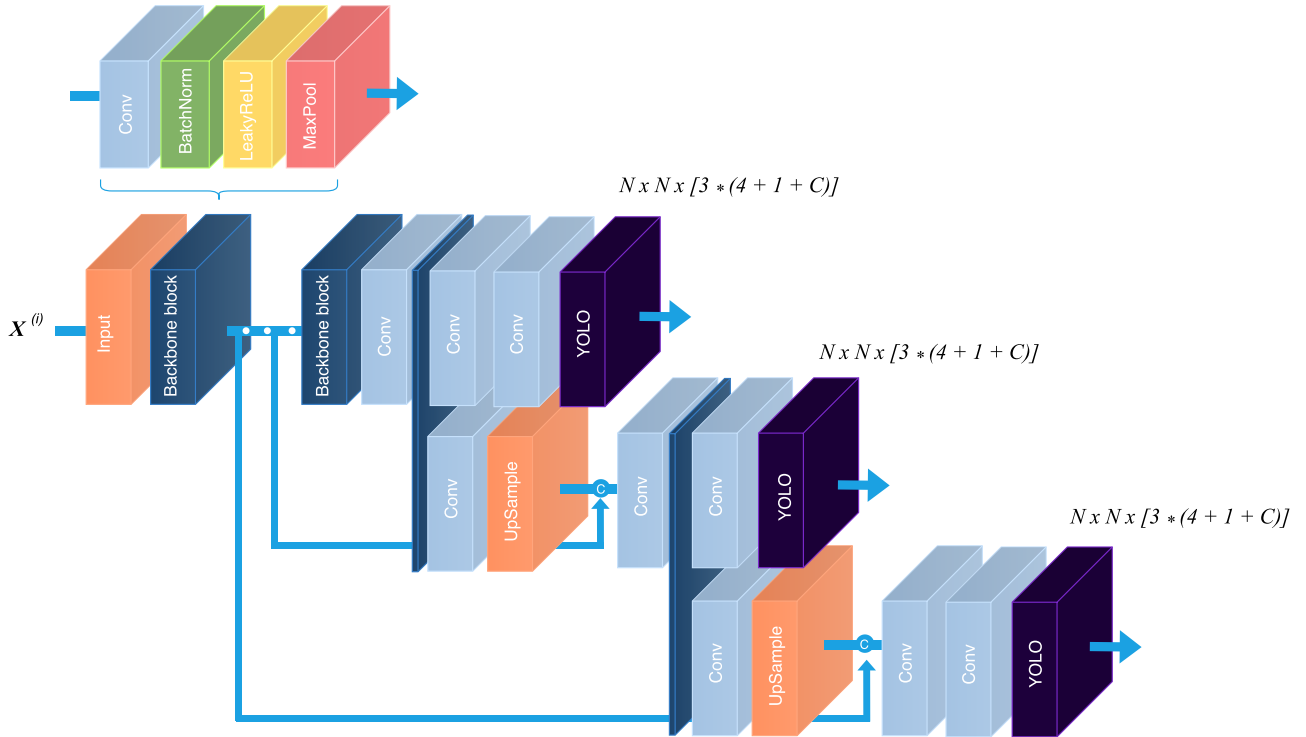 Conv
BatchNorm
LeakyReLU
MaxPool
N x N x [3 * (4 + 1 + C)]
X (i)
Input
Backbone block
Backbone block
Conv
Conv
Conv
YOLO
N x N x [3 * (4 + 1 + C)]
Conv
UpSample
C
Conv
Conv
YOLO
N x N x [3 * (4 + 1 + C)]
Conv
UpSample
C
Conv
Conv
YOLO